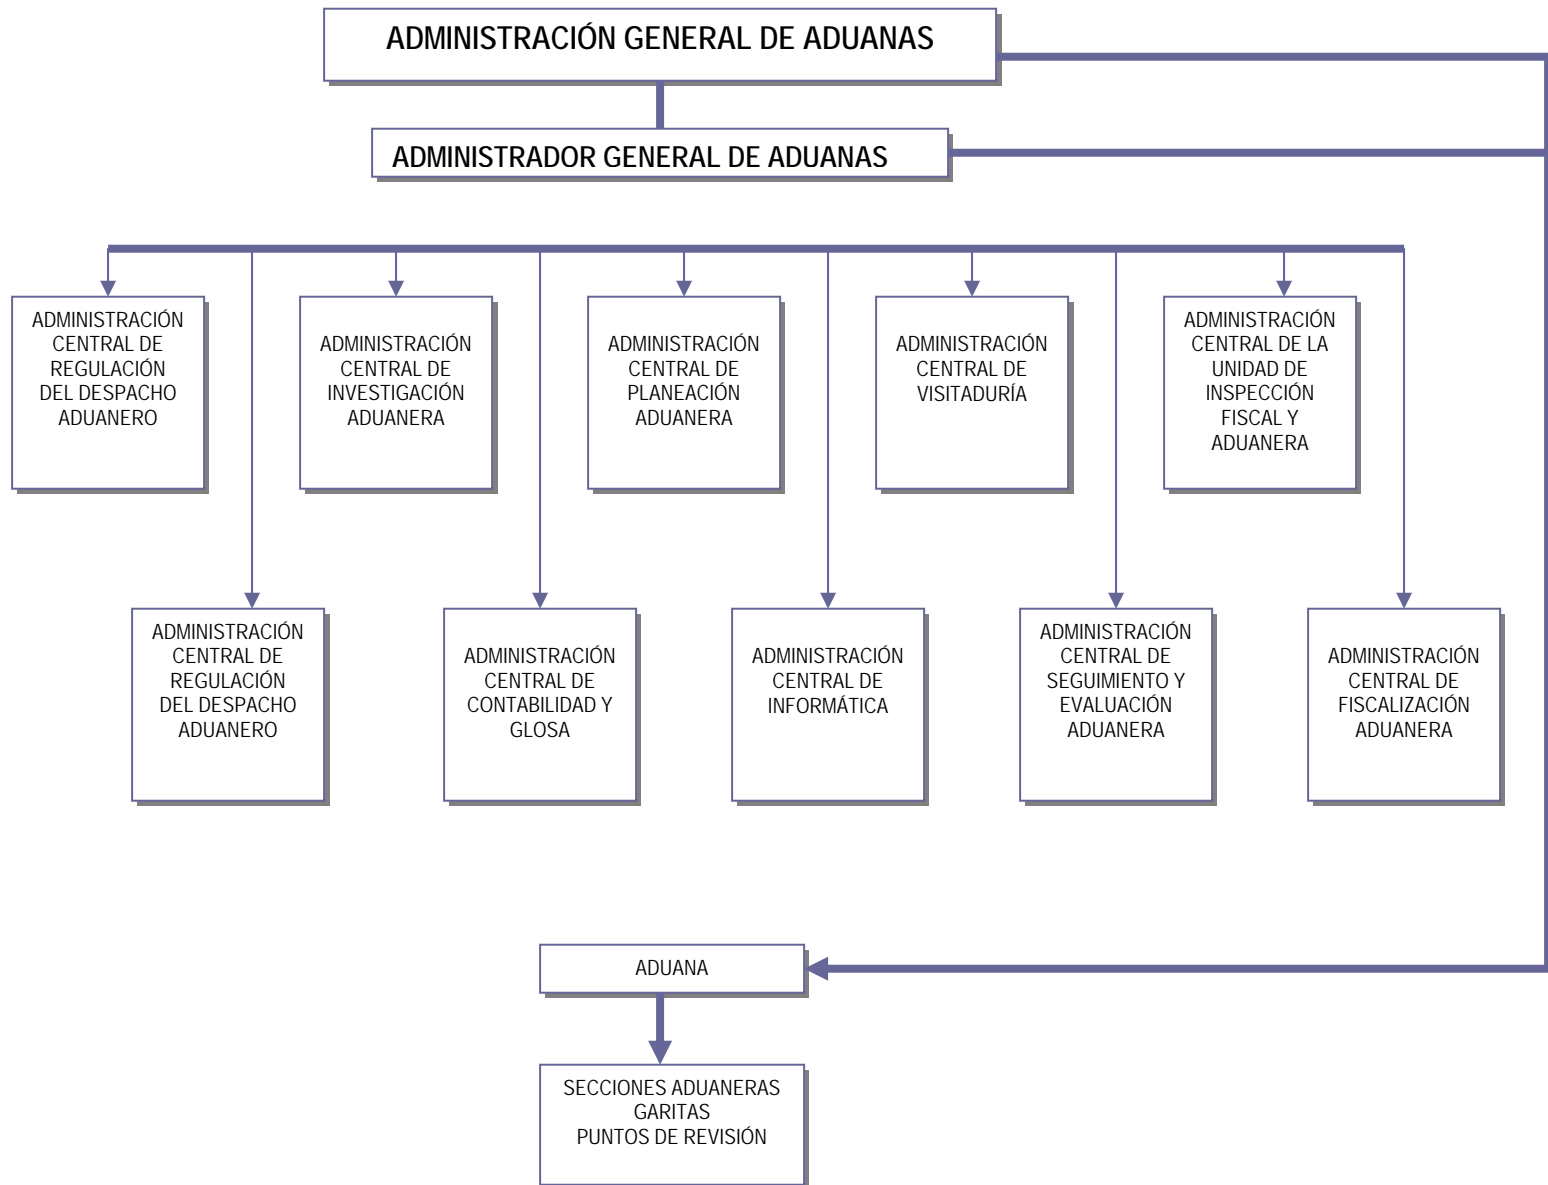 ADMINISTRACIÓN GENERAL DE ADUANAS
ADMINISTRADOR GENERAL DE ADUANAS
ADMINISTRACIÓN
CENTRAL DE
REGULACIÓN
DEL DESPACHO
ADUANERO
ADMINISTRACIÓN
CENTRAL DE
INVESTIGACIÓN
ADUANERA
ADMINISTRACIÓN
CENTRAL DE
PLANEACIÓN
ADUANERA
ADMINISTRACIÓN
CENTRAL DE
VISITADURÍA
ADMINISTRACIÓN
CENTRAL DE LA
UNIDAD DE
INSPECCIÓN
FISCAL Y
ADUANERA
ADMINISTRACIÓN
CENTRAL DE
REGULACIÓN
DEL DESPACHO
ADUANERO
ADMINISTRACIÓN
CENTRAL DE
CONTABILIDAD Y
GLOSA
ADMINISTRACIÓN
CENTRAL DE
INFORMÁTICA
ADMINISTRACIÓN
CENTRAL DE
SEGUIMIENTO Y
EVALUACIÓN
ADUANERA
ADMINISTRACIÓN
CENTRAL DE
FISCALIZACIÓN
ADUANERA
ADUANA
SECCIONES ADUANERAS
GARITAS
PUNTOS DE REVISIÓN